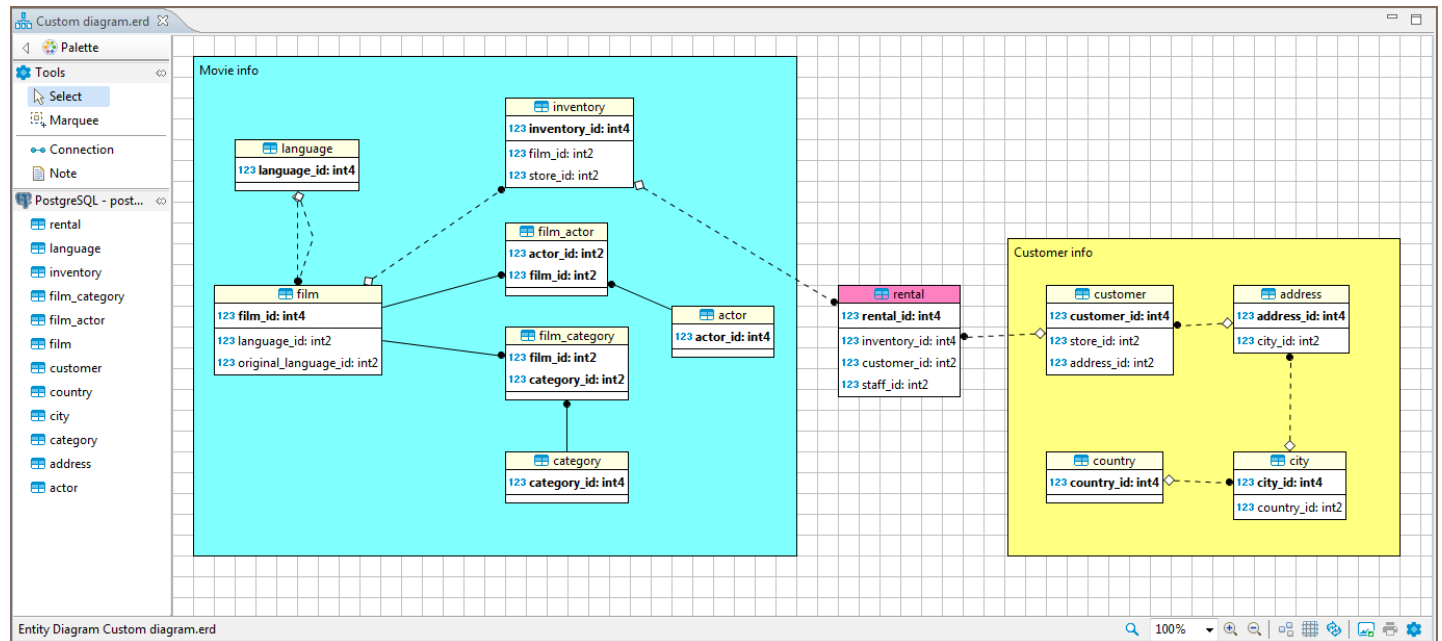 Custom diagram.erd
Palette
Tools
Select
Marquee
Connection
Note
PostgreSQL - post...
rental
language
inventory
film_category
film_actor
film
customer
country
city
category
address
actor
Movie info
language
123 language_id: int4
inventory
123 inventory_id: int4
123 film_id: int2
123 store_id: int2
film_actor
123 actor_id: int2
123 film_id: int2
film
123 film_id: int4
123 language_id: int2
123 original_language_id: int2
actor
123 actor_id: int4
film_category
123 film_id: int2
123 category_id: int2
category
123 category_id: int4
rental
123 rental_id: int4
123 inventory_id: int4
123 customer_id: int2
123 staff_id: int2
Customer info
customer
123 customer_id: int4
123 store_id: int2
123 address_id: int2
address
123 address_id: int4
123 city_id: int2
country
123 country_id: int4
city
123 city_id: int4
123 country_id: int2
Entity Diagram Custom diagram.erd
100%